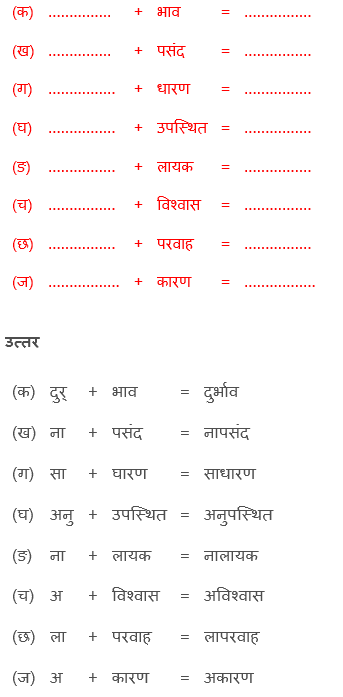 (क) ............... + भाव = ................
(ख) ............... + पसंद = ................
(ग) ................ + धारण = ................
(घ) ................ + उपस्थित = ................
(ङ) ................ + लायक = ................
(च) ................ + विश्वास = ................
(छ) ................ + परवाह = ................
(ज) ................. + कारण = .................
उत्तर
(क) दुर् + भाव = दुर्भाव
(ख) ना + पसंद = नापसंद
(ग) सा + घारण = साधारण
(घ) अनु + उपस्थित = अनुपस्थित
(ङ) ना + लायक = नालायक
(च) अ + विश्वास = अविश्वास
(छ) ला + परवाह = लापरवाह
(ज) अ + कारण = अकारण